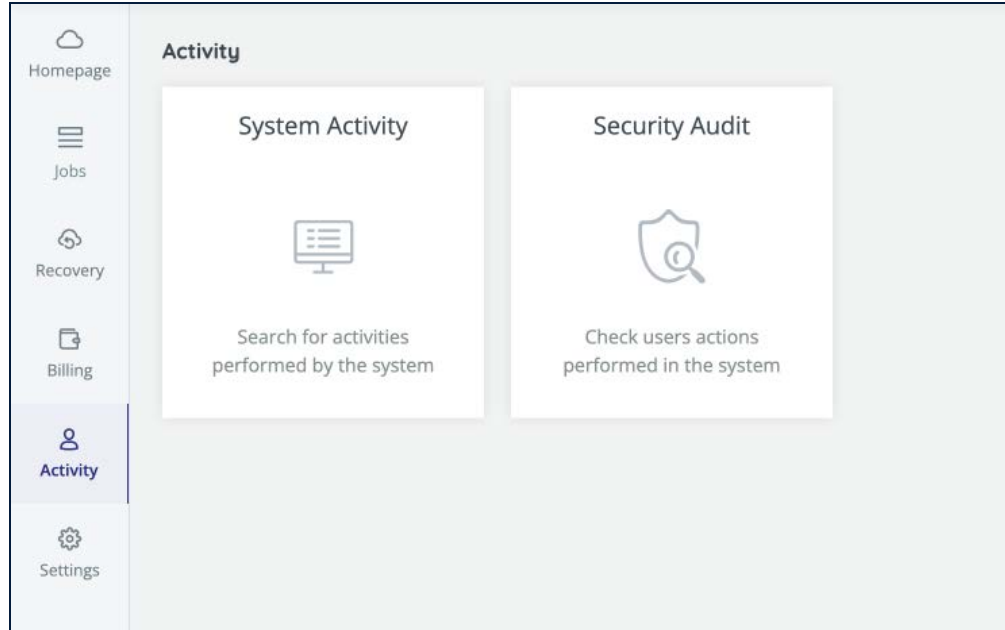 Homepage
Jobs
Recovery
Billing
Activity
Settings
Activity
System Activity
Search for activities
performed by the system
Security Audit
Check users actions
performed in the system